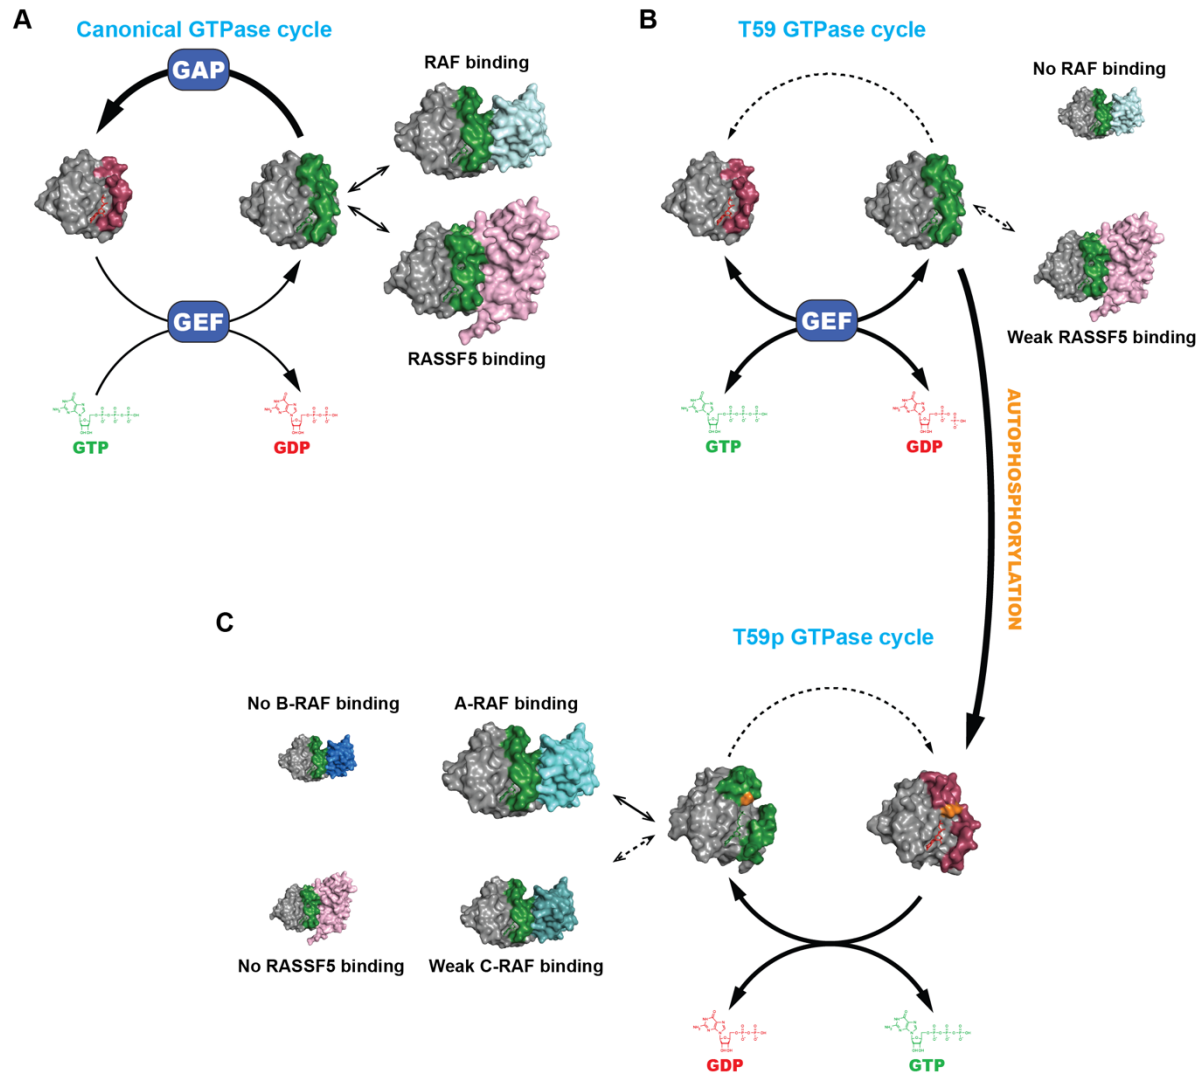 A
Canonical GTPase cycle
GAP
RAF binding
RASSF5 binding
GEF
GTP
GDP
B
T59 GTPase cycle
No RAF binding
Weak RASSF5 binding
GEF
GTP
GDP
AUTOPHOSPHORYLATION
C
T59p GTPase cycle
No B-RAF binding
A-RAF binding
No RASSF5 binding
Weak C-RAF binding
GDP
GTP